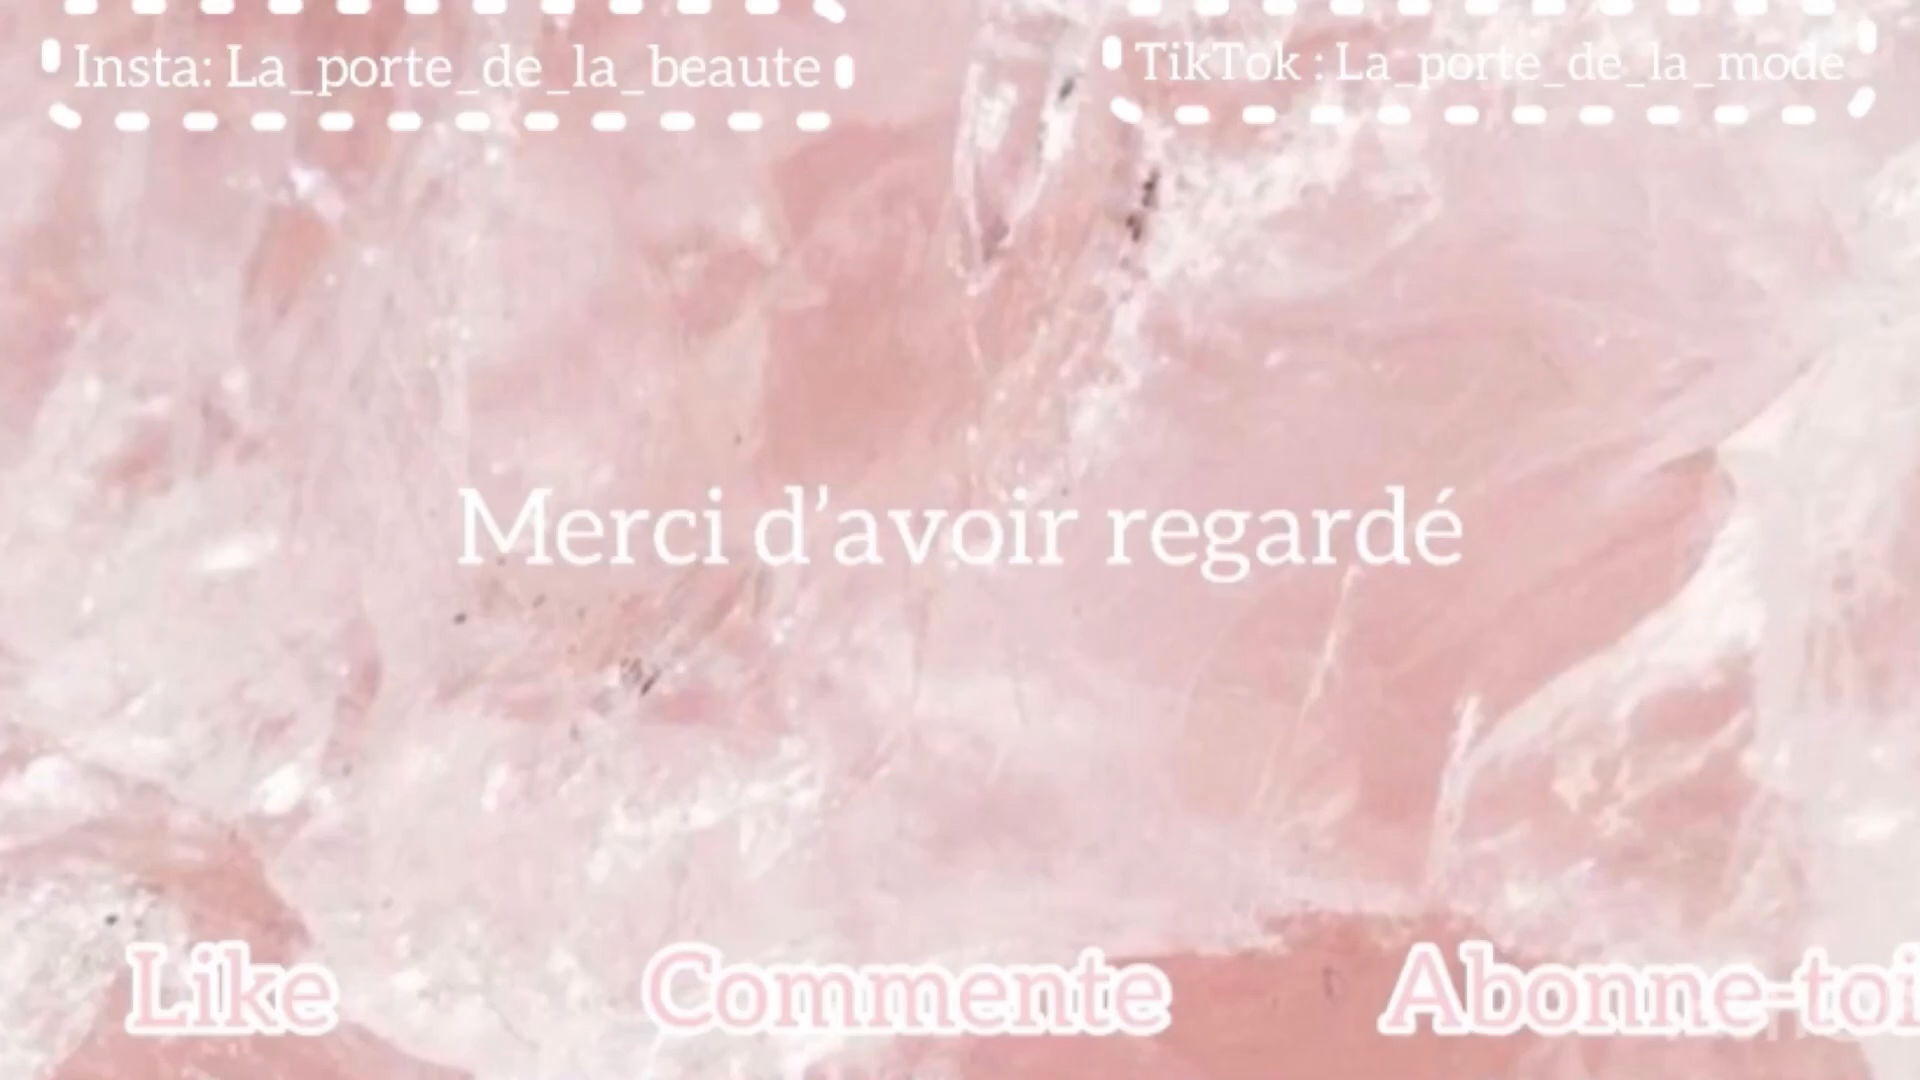 Insta: La_porte_de_la_beaute
TikTok : La_porte_de_la_mode
Merci d’avoir regardé
Like
Commente
Abonne-toi